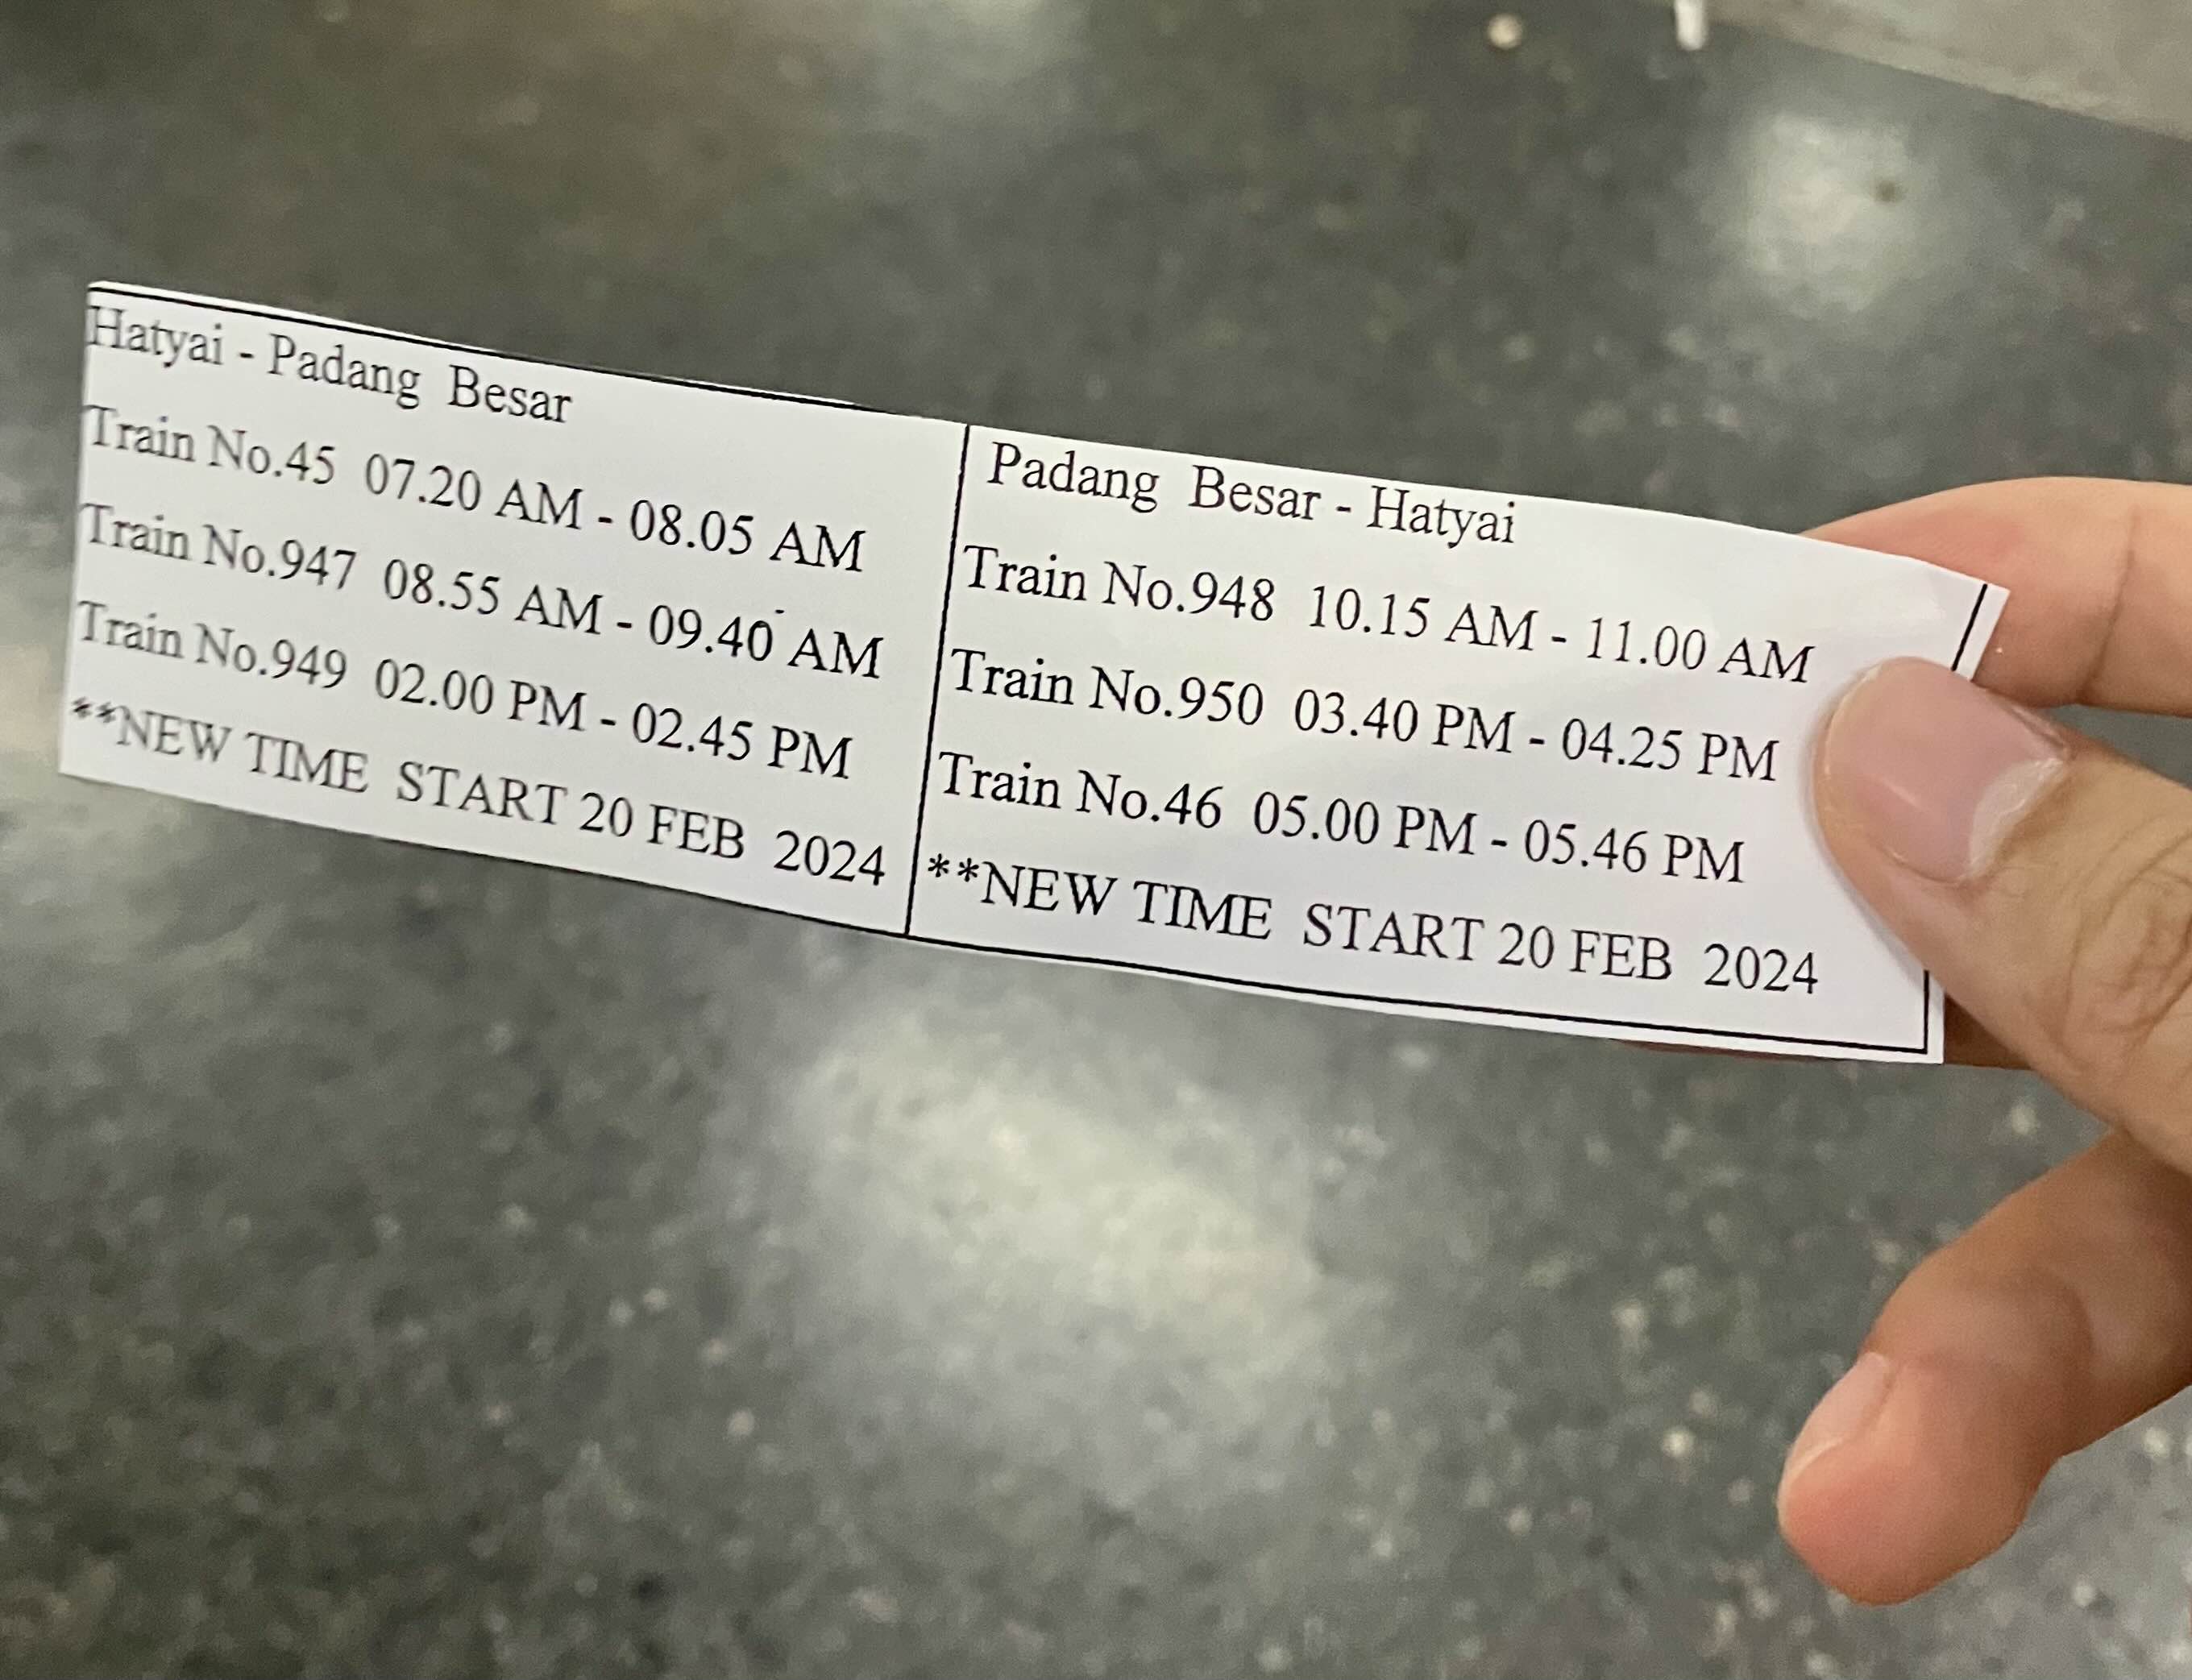 Hatyai - Padang Besar
Train No.45 07.20 AM - 08.05 AM
Train No.947 08.55 AM - 09.40 AM
Train No.949 02.00 PM - 02.45 PM
**NEW TIME START 20 FEB 2024
Padang Besar - Hatyai
Train No.948 10.15 AM - 11.00 AM
Train No.950 03.40 PM - 04.25 PM
Train No.46 05.00 PM - 05.46 PM
**NEW TIME START 20 FEB 2024